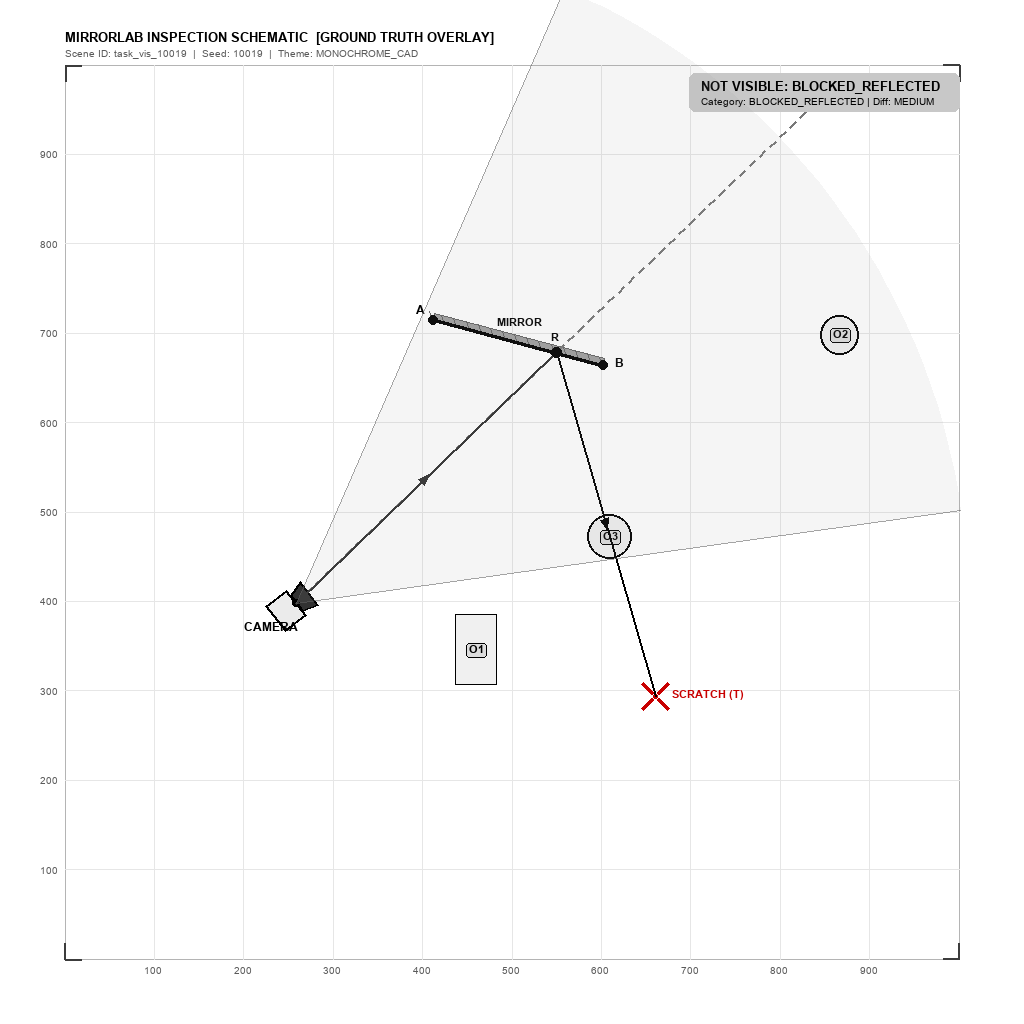 MIRRORLAB INSPECTION SCHEMATIC [GROUND TRUTH OVERLAY]
Scene ID: task_vis_10019 | Seed: 10019 | Theme: MONOCHROME_CAD
NOT VISIBLE: BLOCKED_REFLECTED
Category: BLOCKED_REFLECTED | Diff: MEDIUM
900
800
A
MIRROR
R
B
O2
700
600
500
O3
400
CAMERA
O1
300
SCRATCH (T)
200
100
100 200 300 400 500 600 700 800 900